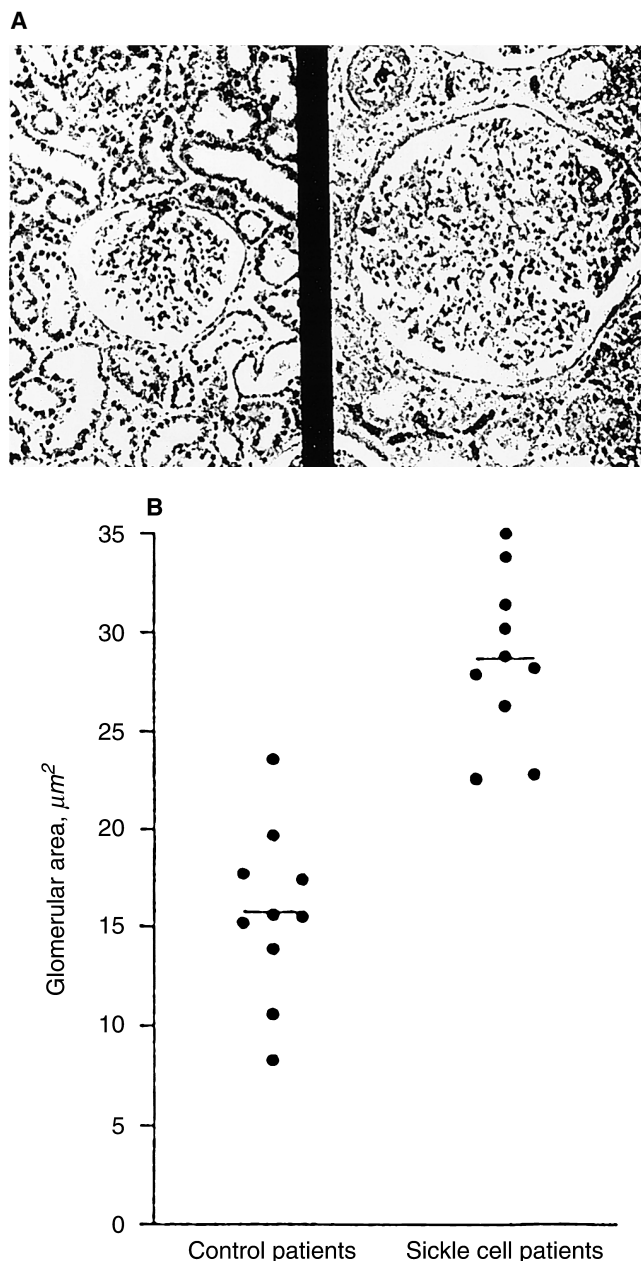 A
B
35
30
25
20
15
10
5
0
Glomerular area, μm²
Control patients
Sickle cell patients